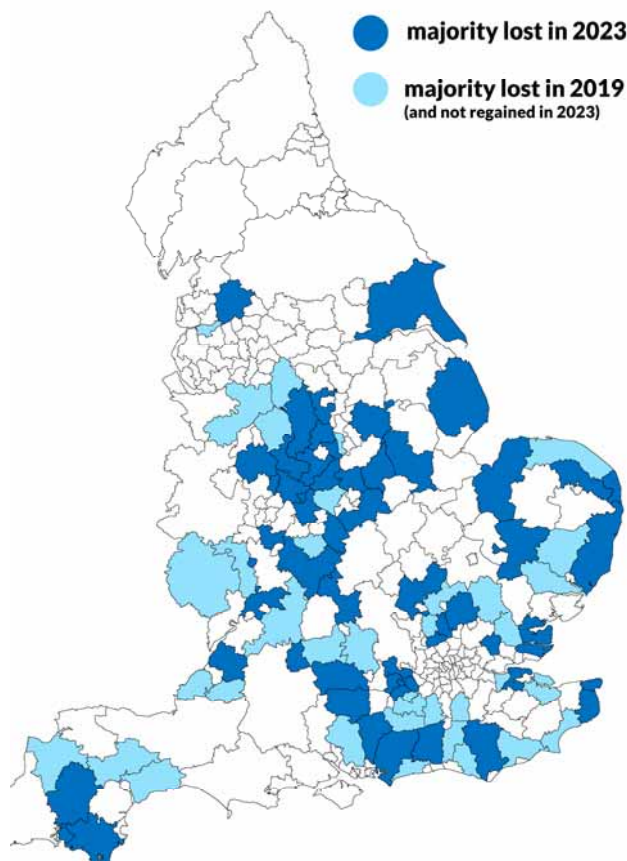 majority lost in 2023
majority lost in 2019
(and not regained in 2023)